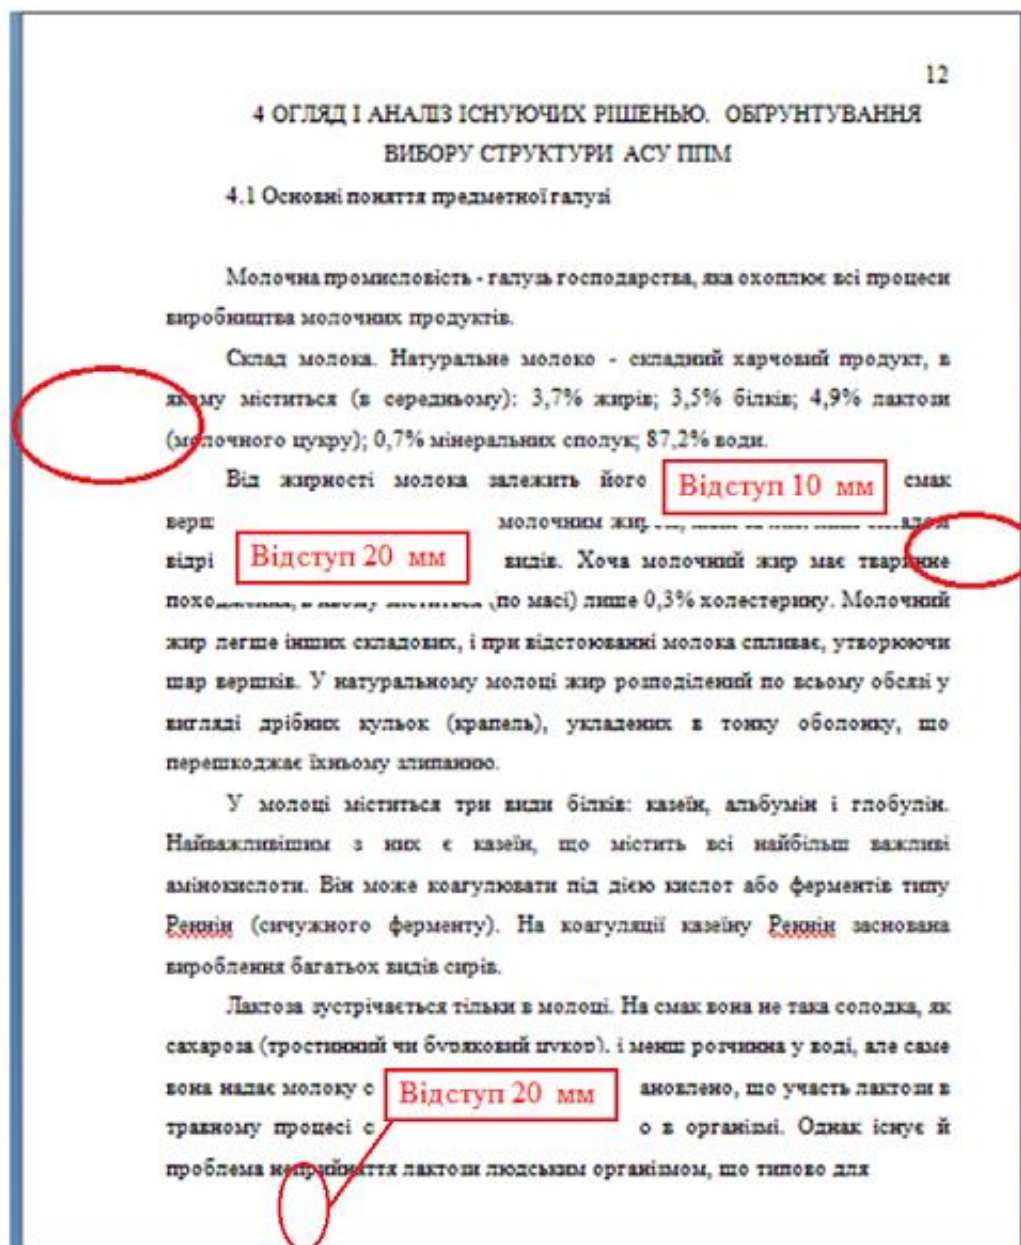 12
4 ОГЛЯД І АНАЛІЗ ІСНУЮЧИХ РІШЕНЬЮ. ОБҐРУНТУВАННЯ
ВИБОРУ СТРУКТУРИ АСУ ППМ
4.1 Основні поняття предметної галузі
Молочна промисловість - галузь господарства, яка охоплює всі процеси
виробництва молочних продуктів.
Склад молока. Натуральне молоко - складний харчовий продукт, в
якому міститься (в середньому): 3,7% жирів; 3,5% білків; 4,9% лактози
(молочного цукру); 0,7% мінеральних сполук; 87,2% води.
Від жирності молока залежить його Відступ 10 мм смак
верш молочним складом
відрі Відступ 20 мм видів. Хоча молочний жир має тваринне
походження, в якому міститься (по масі) лише 0,3% холестерину. Молочний
жир легше інших складових, і при відстоюванні молока спливає, утворюючи
шар вершків. У натуральному молоці жир розподілений по всьому обсязі у
вигляді дрібних кульок (крапель), укладених в тонку оболонку, що
перешкоджає їхньому злипанню.
У молоці міститься три види білків: казеїн, альбумін і глобулін.
Найважливішим з них є казеїн, що містить всі найбільш важливі
амінокислоти. Він може коагулювати під дією кислот або ферментів типу
Реннін (сичужного ферменту). На коагуляції казеїну Реннін заснована
вироблення багатьох видів сирів.
Лактоза зустрічається тільки в молоці. На смак вона не така солодка, як
сахароза (тростинний чи буряковий цукор), і менш розчинна у воді, але саме
вона надає молоку с Відступ 20 мм ановлено, що участь лактози в
травному процесі с о в організмі. Однак існує й
проблема неприйняття лактози людським організмом, що типово для